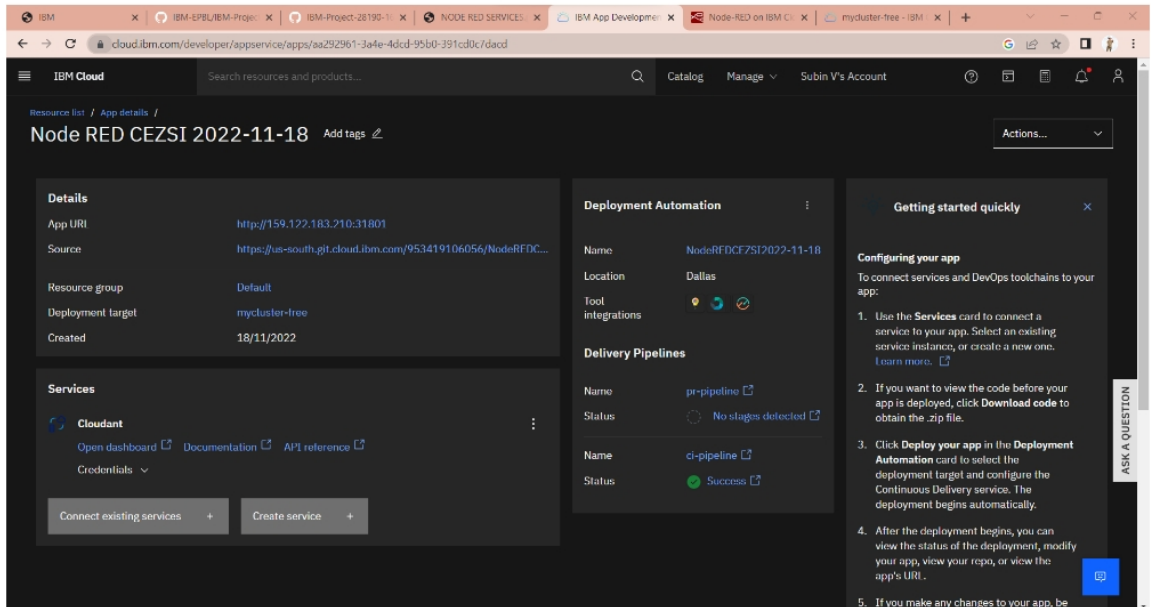 IBM
IBM-EPBL/IBM-Projec
IBM-Project-28190-1
NODE RED SERVICES
IBM App Developmen
Node-RED on IBM Cl
mycluster-free - IBM
cloud.ibm.com/developer/appservice/apps/aa292961-3a4e-4dcd-95b0-391cd0c7dacd
IBM Cloud
Search resources and products...
Catalog
Manage
Subin V's Account
Resource list / App details /
Node RED CEZSI 2022-11-18
Add tags
Actions...
Details
App URL
http://159.122.183.210:31801
Source
https://us-south.git.cloud.ibm.com/953419106056/NodeREDC...
Resource group
Default
Deployment target
mycluster-free
Created
18/11/2022
Services
Cloudant
Open dashboard
Documentation
API reference
Credentials
Connect existing services +
Create service +
Deployment Automation
Name
NodeREDCEZSI2022-11-18
Location
Dallas
Tool
integrations
Delivery Pipelines
Name
pr-pipeline
Status
No stages detected
Name
ci-pipeline
Status
Success
Getting started quickly
Configuring your app
To connect services and DevOps toolchains to your
app:
1. Use the Services card to connect a
service to your app. Select an existing
service instance, or create a new one.
Learn more.
2. If you want to view the code before your
app is deployed, click Download code to
obtain the .zip file.
3. Click Deploy your app in the Deployment
Automation card to select the
deployment target and configure the
Continuous Delivery service. The
deployment begins automatically.
4. After the deployment begins, you can
view the status of the deployment, modify
your app, view your repo, or view the
app's URL.
5. If you make any changes to your app, be
ASK A QUESTION